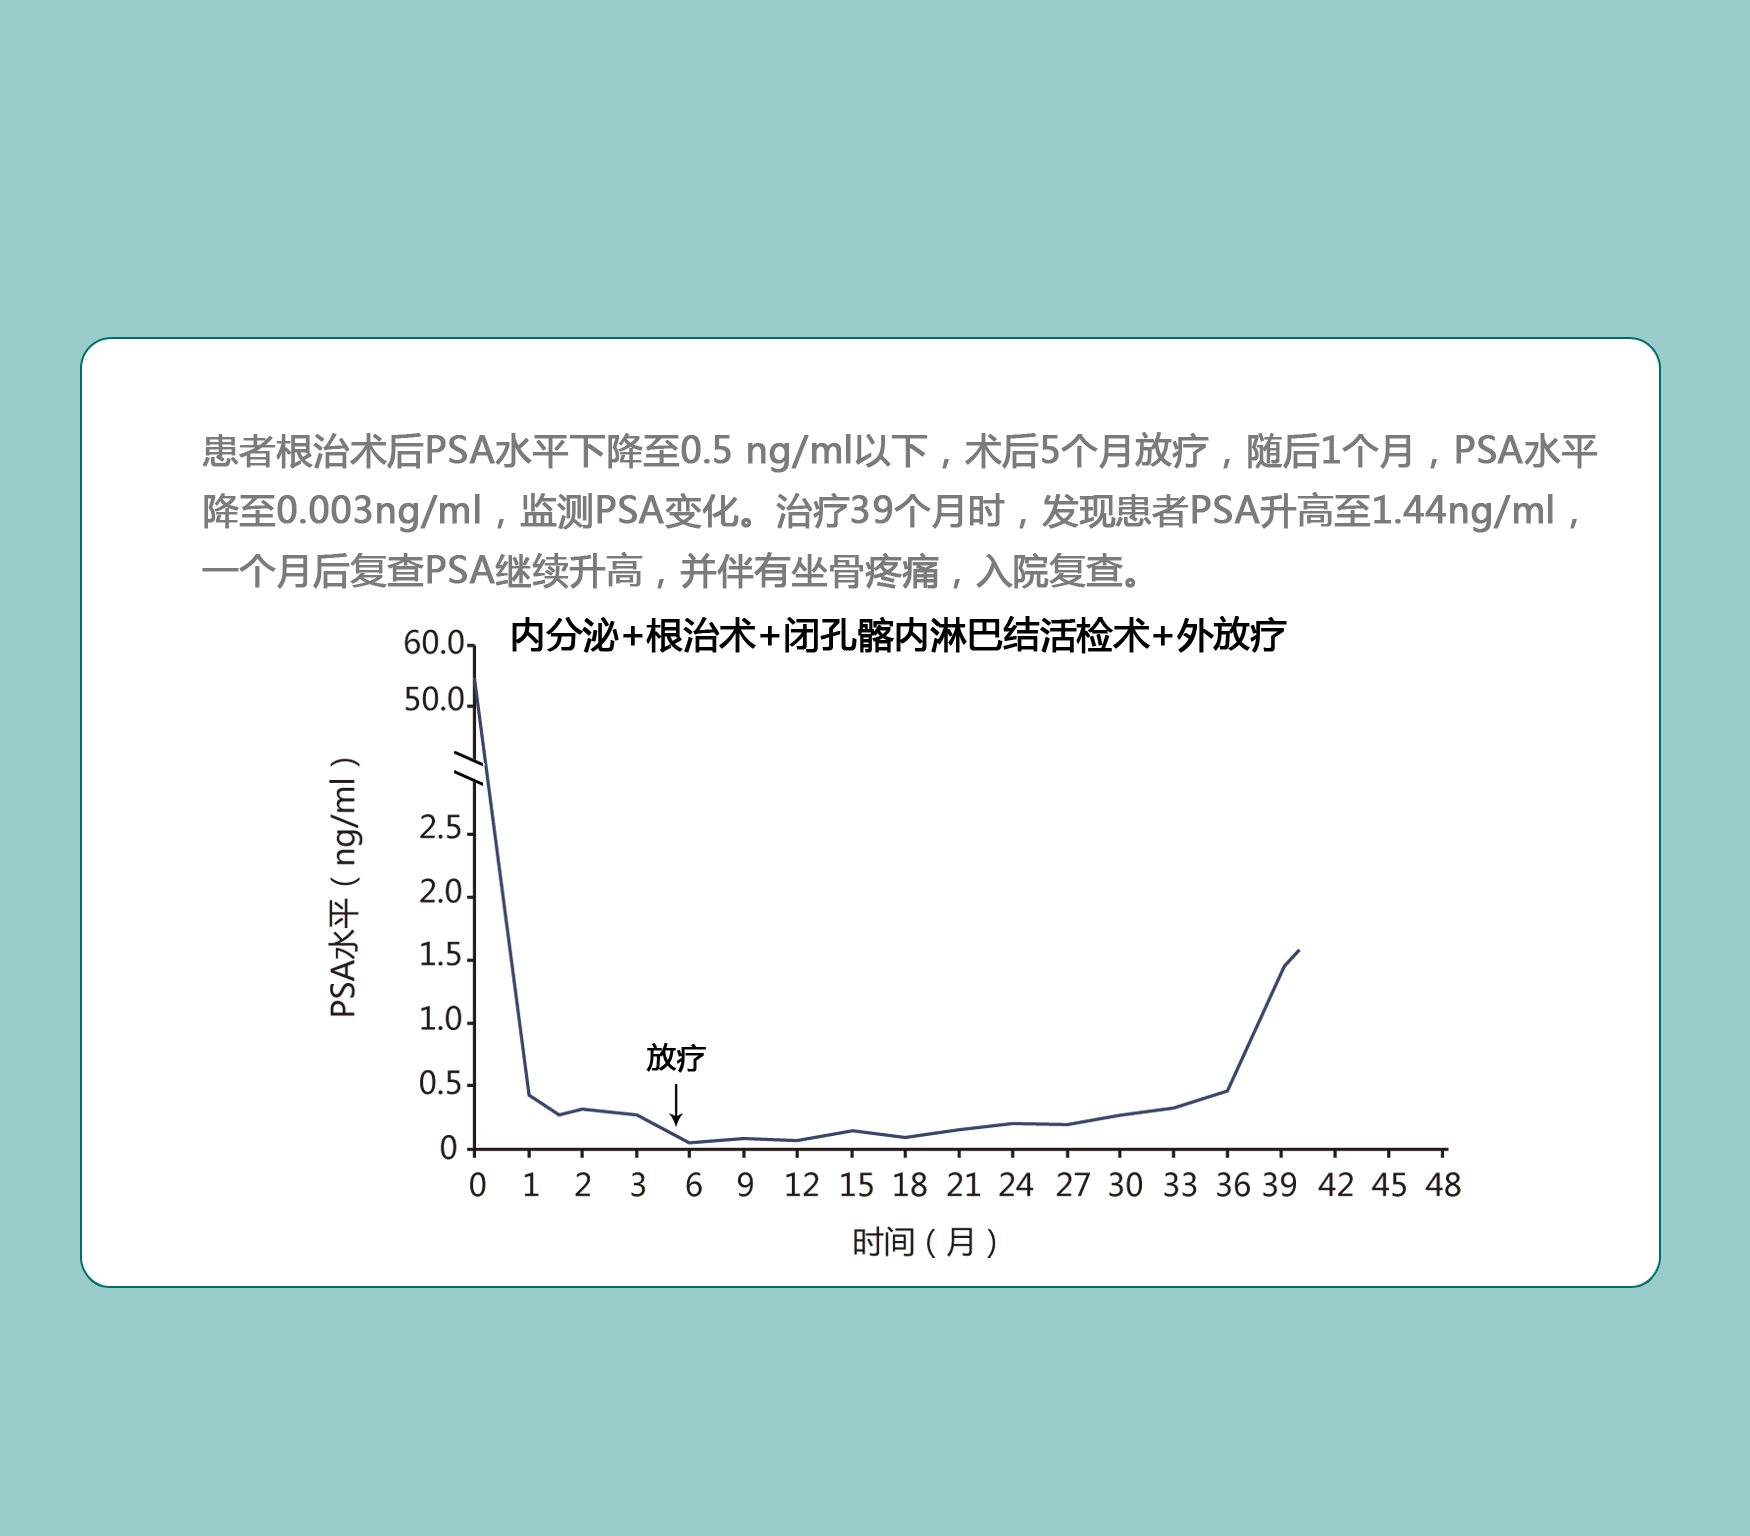 患者根治术后PSA水平下降至0.5 ng/ml以下，术后5个月放疗，随后1个月，PSA水平
降至0.003ng/ml，监测PSA变化。治疗39个月时，发现患者PSA升高至1.44ng/ml，
一个月后复查PSA继续升高，并伴有坐骨疼痛，入院复查。
内分泌+根治术+闭孔髂内淋巴结活检术+外放疗
60.0
50.0
2.5
2.0
1.5
1.0
0.5
0
PSA水平（ng/ml）
放疗
0 1 2 3 6 9 12 15 18 21 24 27 30 33 36 39 42 45 48
时间（月）